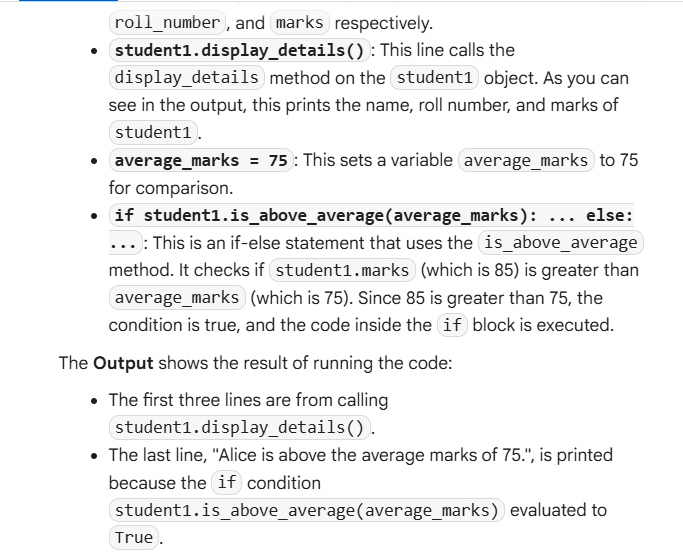 roll_number, and marks respectively.
• student1.display_details(): This line calls the
display_details method on the student1 object. As you can
see in the output, this prints the name, roll number, and marks of
student1.
• average_marks = 75: This sets a variable average_marks to 75
for comparison.
• if student1.is_above_average(average_marks): ... else:
...: This is an if-else statement that uses the is_above_average
method. It checks if student1.marks (which is 85) is greater than
average_marks (which is 75). Since 85 is greater than 75, the
condition is true, and the code inside the if block is executed.
The Output shows the result of running the code:
• The first three lines are from calling
student1.display_details().
• The last line, "Alice is above the average marks of 75.", is printed
because the if condition
student1.is_above_average(average_marks) evaluated to
True.